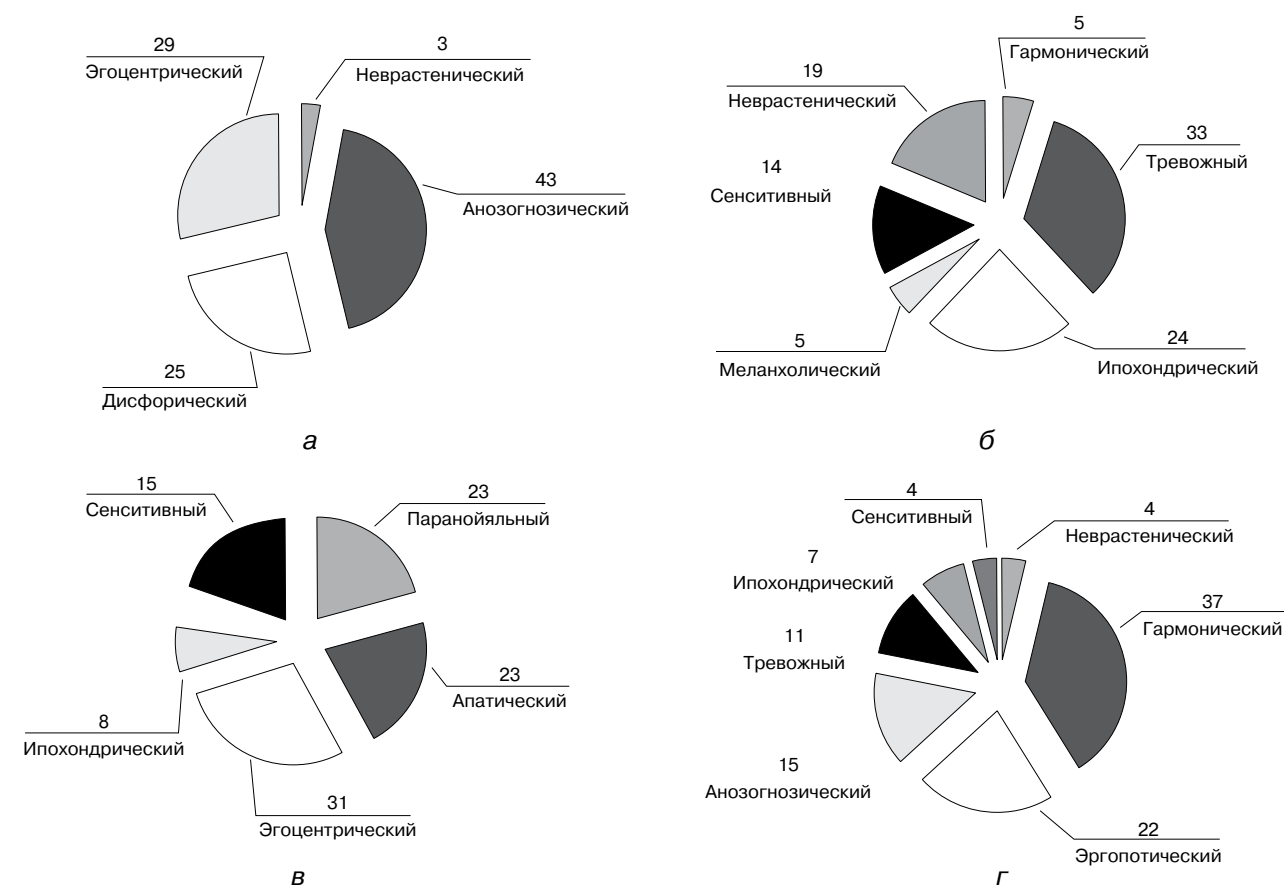 29
Эгоцентрический
3
Неврастенический
43
Анозогнозический
25
Дисфорический
а
5
Гармонический
19
Неврастенический
33
Тревожный
14
Сенситивный
5
Меланхолический
24
Ипохондрический
б
15
Сенситивный
23
Паранойяльный
23
Апатический
8
Ипохондрический
31
Эгоцентрический
в
4
Сенситивный
4
Неврастенический
7
Ипохондрический
37
Гармонический
11
Тревожный
15
Анозогнозический
22
Эргопотический
г